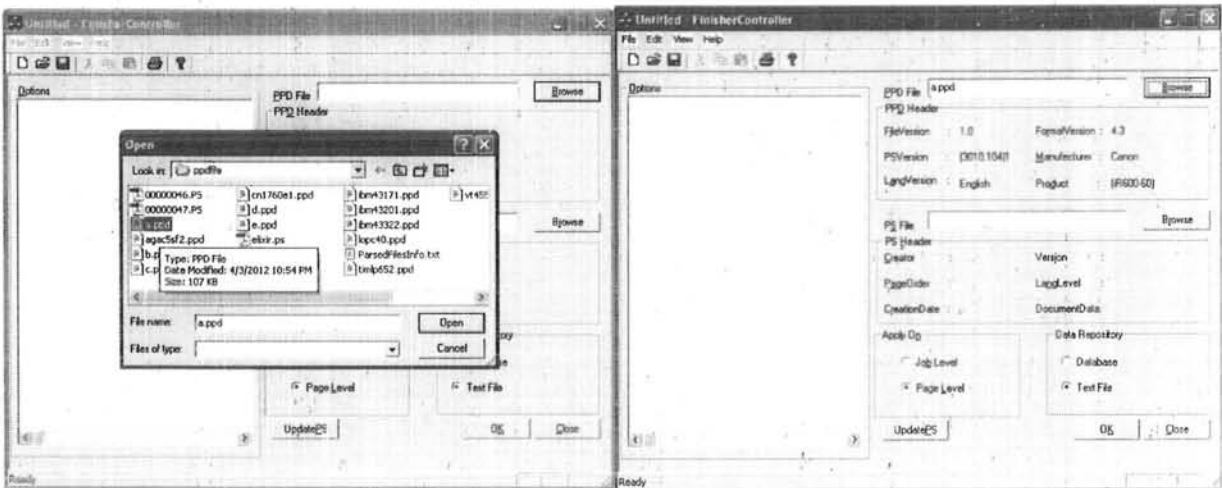 Untitled - FinisherController
File Edit View Help
Options
PPD File
Browse
PPD Header
Open
Look in: ppdfile
00000046.PS
00000047.PS
a.ppd
agac5sf2.ppd
b.p
c.p
cn1760e1.ppd
d.ppd
e.ppd
elixir.ps
ibm43171.ppd
ibm43201.ppd
ibm43322.ppd
lopc40.ppd
ParsedFilesInfo.txt
timlp652.ppd
Type: PPD File
Date Modified: 4/3/2012 10:54 PM
Size: 107 KB
File name: a.ppd
Open
Files of type:
Cancel
Browse
Page Level
Text File
UpdatePS
OK
Close
Ready
Untitled - FinisherController
File Edit View Help
Options
PPD File a.ppd
Browse
PPD Header
FileVersion : 1.0
FormatVersion : 4.3
PSVersion :
Manufacturer : Canon
LangVersion : English
Product :
PS File
Browse
PS Header
Creator
Version :
PageOrder
LangLevel :
CreationDate :
DocumentData:
Apply On
Data Repository
Job Level
Database
Page Level
Text File
UpdatePS
OK
Close
Ready